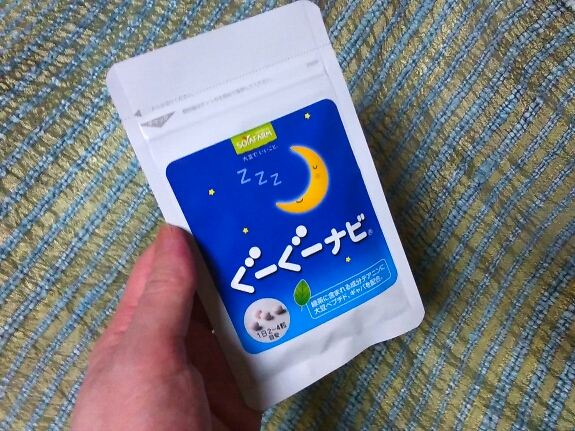 SOYAFARM
大豆でいいこと。
z z z
ぐーぐーナビ®
緑茶に含まれる成分テアニンに
大豆ペプチド、ギャバを配合。
1日2~4粒
目安